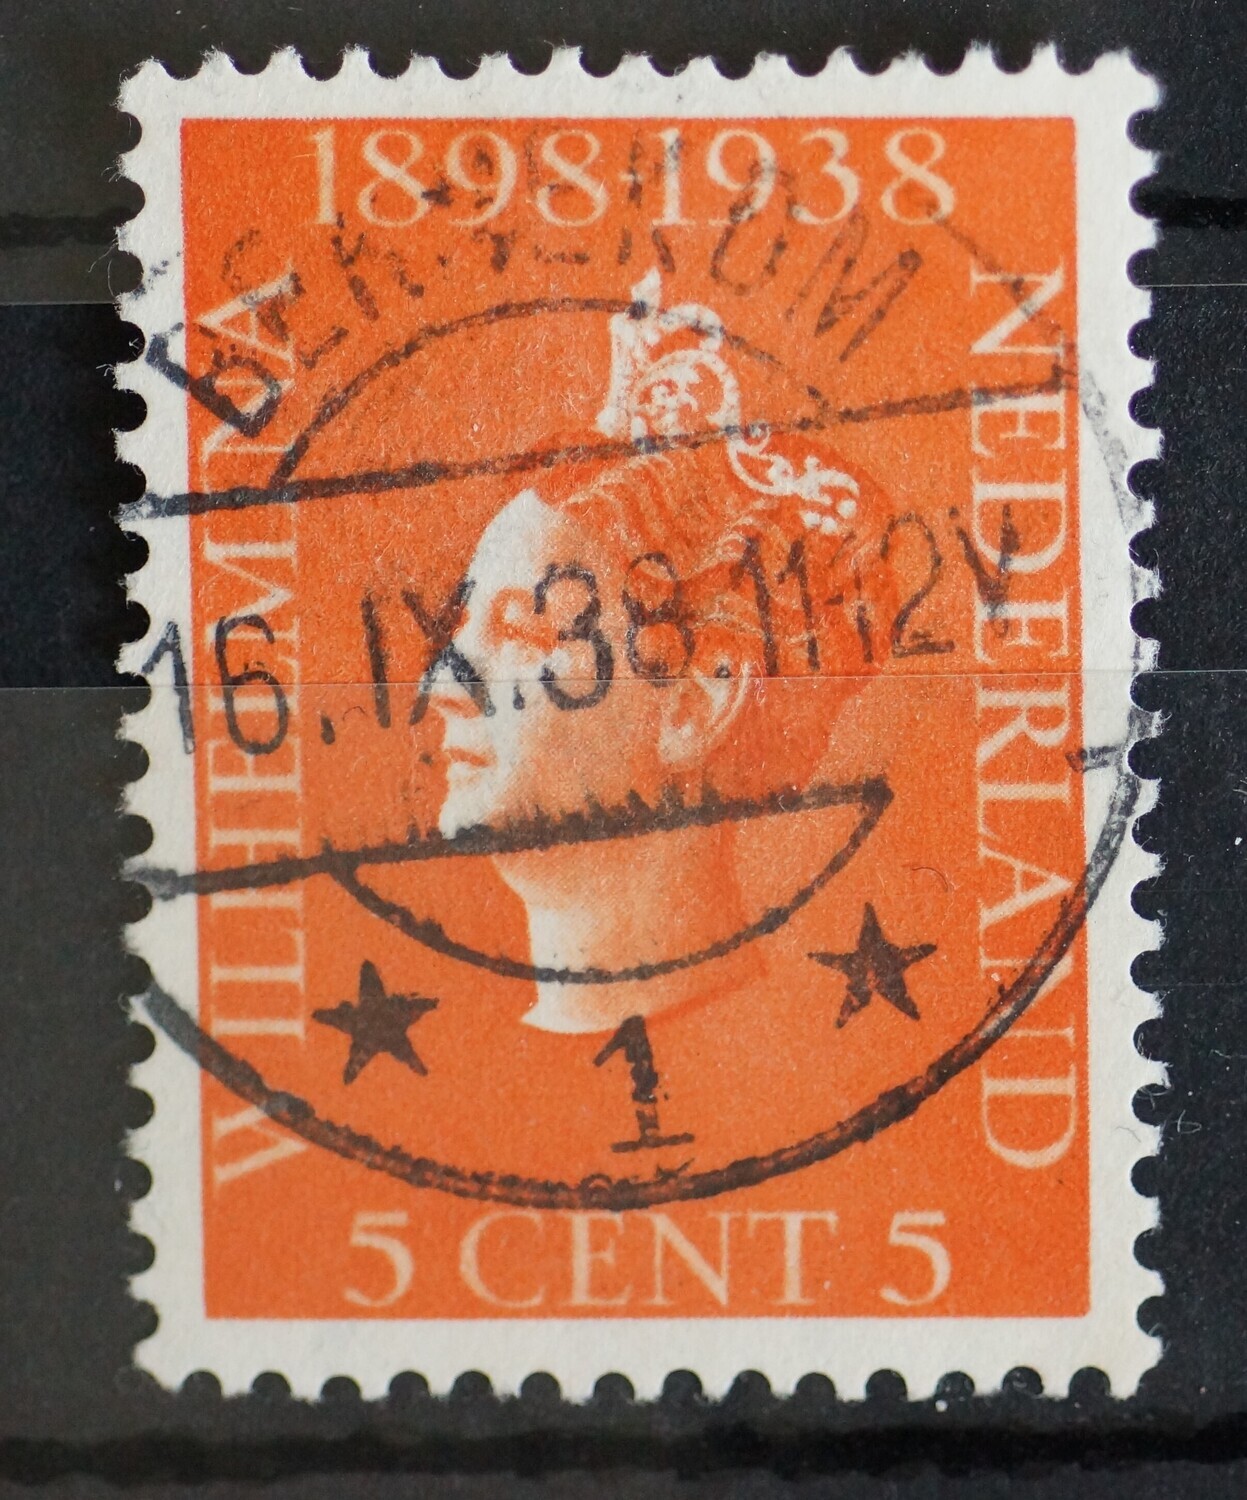 1898-1938
WILHELMINA
NEDERLAND
16.IX.38.11-12V
1
5 CENT 5